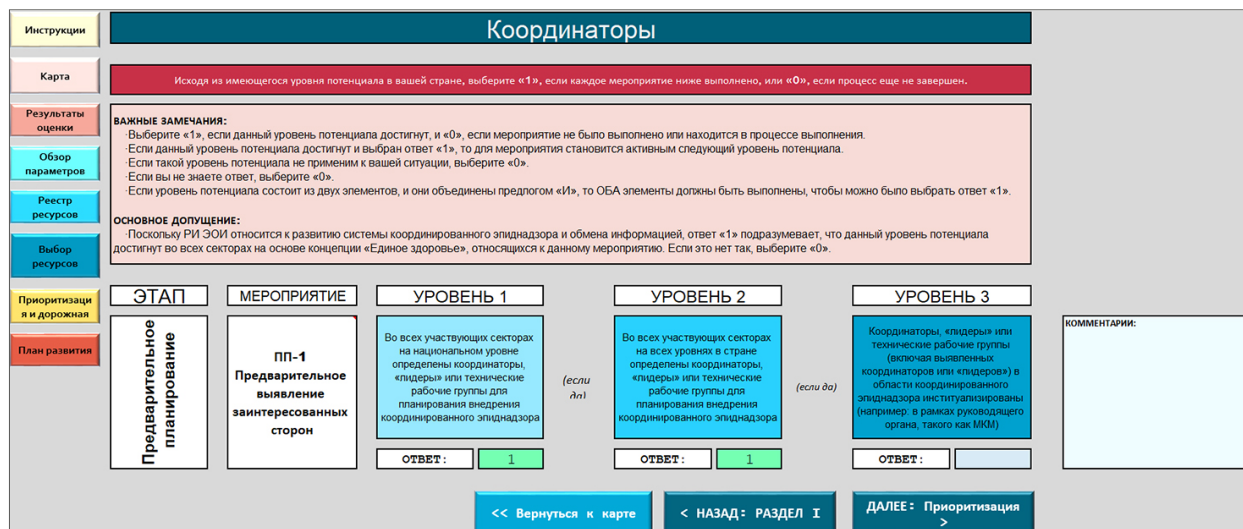 Инструкции
Координаторы
Карта
Исходя из имеющегося уровня потенциала в вашей стране, выберите «1», если каждое мероприятие ниже выполнено, или «0», если процесс еще не завершен.
Результаты
оценки
ВАЖНЫЕ ЗАМЕЧАНИЯ:
·Выберите «1», если данный уровень потенциала достигнут, и «0», если мероприятие не было выполнено или находится в процессе выполнения.
·Если данный уровень потенциала достигнут и выбран ответ «1», то для мероприятия становится активным следующий уровень потенциала.
·Если такой уровень потенциала не применим к вашей ситуации, выберите «0».
·Если вы не знаете ответ, выберите «0».
·Если уровень потенциала состоит из двух элементов, и они объединены предлогом «И», то ОБА элементы должны быть выполнены, чтобы можно было выбрать ответ «1».
ОСНОВНОЕ ДОПУЩЕНИЕ:
·Поскольку РИ ЭОИ относится к развитию системы координированного эпиднадзора и обмена информацией, ответ «1» подразумевает, что данный уровень потенциала
достигнут во всех секторах на основе концепции «Единое здоровье», относящихся к данному мероприятию. Если это нет так, выберите «0».
Обзор
параметров
Реестр
ресурсов
Выбор
ресурсов
Приоритизаци
я и дорожная
План развития
ЭТАП
МЕРОПРИЯТИЕ
УРОВЕНЬ 1
УРОВЕНЬ 2
УРОВЕНЬ 3
Предварительное
планирование
ПП-1
Предварительное
выявление
заинтересованных
сторон
Во всех участвующих секторах
на национальном уровне
определены координаторы,
«лидеры» или технические
рабочие группы для
планирования внедрения
координированного эпиднадзора
(если
да)
Во всех участвующих секторах
на всех уровнях в стране
определены координаторы,
«лидеры» или технические
рабочие группы для
планирования внедрения
координированного эпиднадзора
(если да)
Координаторы, «лидеры» или
технические рабочие группы
(включая выявленных
координаторов или «лидеров») в
области координированного
эпиднадзора институализированы
(например: в рамках руководящего
органа, такого как МКМ)
КОММЕНТАРИИ:
ОТВЕТ: 1
ОТВЕТ: 1
ОТВЕТ:
<< Вернуться к карте
< НАЗАД: РАЗДЕЛ I
ДАЛЕЕ: Приоритизация
>